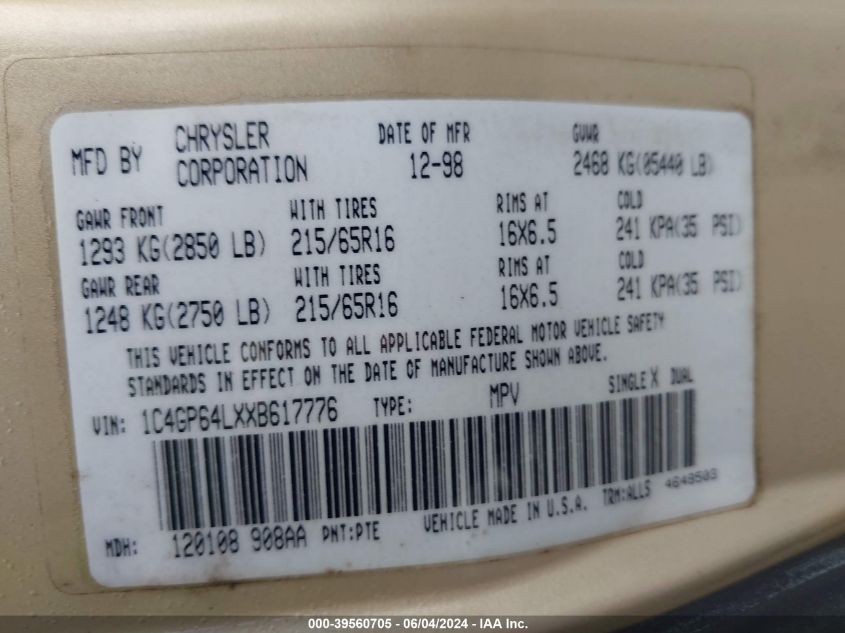 MFD BY CHRYSLER CORPORATION DATE OF MFR 12-98 GVWR 2468 KG(05440 LB)
GAWR FRONT WITH TIRES RIMS AT COLD
1293 KG(2850 LB) 215/65R16 16X6.5 241 KPA(35 PSI)
GAWR REAR WITH TIRES RIMS AT COLD
1248 KG(2750 LB) 215/65R16 16X6.5 241 KPA(35 PSI)
THIS VEHICLE CONFORMS TO ALL APPLICABLE FEDERAL MOTOR VEHICLE SAFETY
STANDARDS IN EFFECT ON THE DATE OF MANUFACTURE SHOWN ABOVE.
VIN: 1C4GP64LXXB617776 TYPE: MPV SINGLE X DUAL
MDH: 120108 908AA PNT:PTE VEHICLE MADE IN U.S.A. TRM:ALL5 4649503
000-39560705 - 06/04/2024 - IAA Inc.